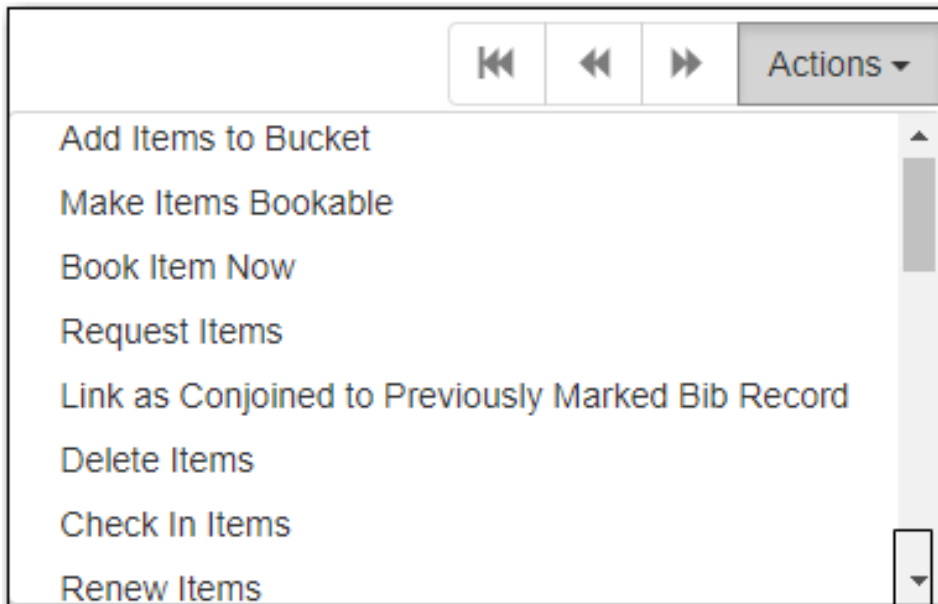 Actions
Add Items to Bucket
Make Items Bookable
Book Item Now
Request Items
Link as Conjoined to Previously Marked Bib Record
Delete Items
Check In Items
Renew Items